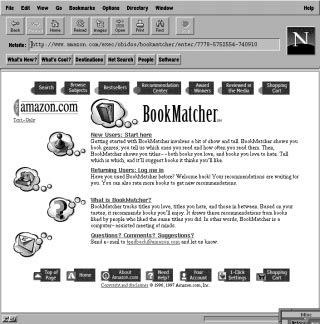 File Edit View Go Bookmarks Options Directory Window Help
Back Home Reload Images Open Print Find
Netsite: http://www.amazon.com/exec/obidos/bookmatcher/enter/7778-5752554-740910
What's New? What's Cool? Destinations Net Search People Software
Search Browse Subjects Bestsellers Recommendation Center Award Winners Reviewed in the Media Shopping Cart
amazon.com
Text-Only
BOOKMATCHER
New Users: Start here
Getting started with BookMatcher involves a bit of show and tell. BookMatcher shows you
book genres, you tell us which ones you read and how often you read them. Then,
BookMatcher shows you titles--both books you love, and books you love to hate. Tell
which is which, and it'll suggest books it thinks you'll like.
Returning Users: Log me in
Have you used BookMatcher before? Welcome back! Your recommendations are waiting for
you. You can also rate more books to get new recommendations.
What is BookMatcher?
BookMatcher tracks titles you love, titles you hate, and those in between. Based on your
tastes, it recommends books you'll enjoy. It draws these recommendations from books
liked by people who liked the same titles you did. In other words, BookMatcher is a
computer-assisted meeting of minds.
Questions? Comments? Suggestions?
Send e-mail to feedback@amazon.com and let us know.
Top of Page Home About Amazon.com Need Help? Your Account 1-Click Settings Shopping Cart
Copyright and disclaimer © 1996, 1997 Amazon.com, Inc.